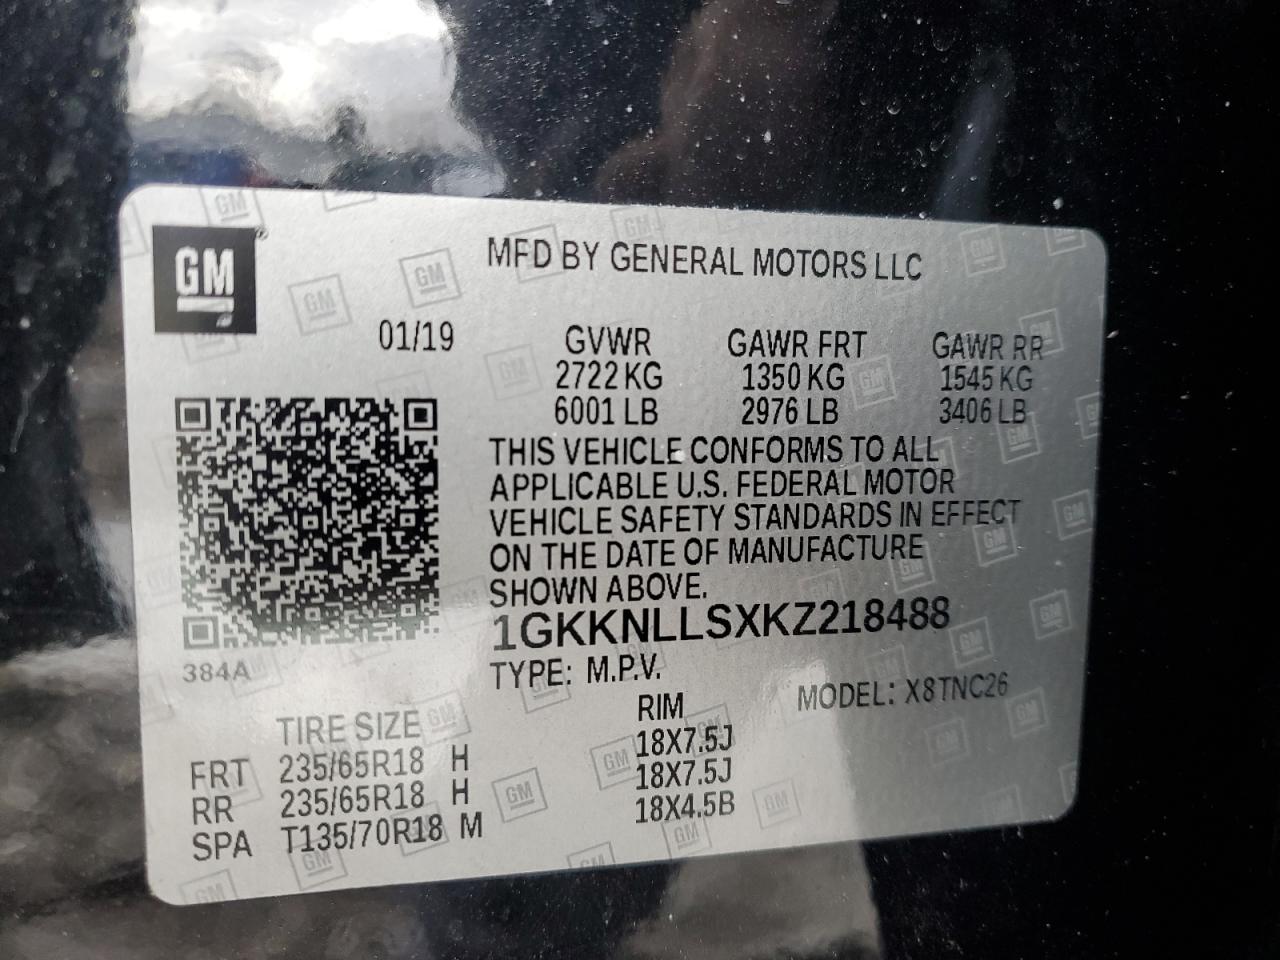 GM
MFD BY GENERAL MOTORS LLC
01/19 GVWR GAWR FRT GAWR RR
2722 KG 1350 KG 1545 KG
6001 LB 2976 LB 3406 LB
THIS VEHICLE CONFORMS TO ALL
APPLICABLE U.S. FEDERAL MOTOR
VEHICLE SAFETY STANDARDS IN EFFECT
ON THE DATE OF MANUFACTURE
SHOWN ABOVE.
1GKKNLLSXKZ218488
384A
TYPE: M.P.V. MODEL: X8TNC26
TIRE SIZE RIM
FRT 235/65R18 H 18X7.5J
RR 235/65R18 H 18X7.5J
SPA T135/70R18 M 18X4.5B